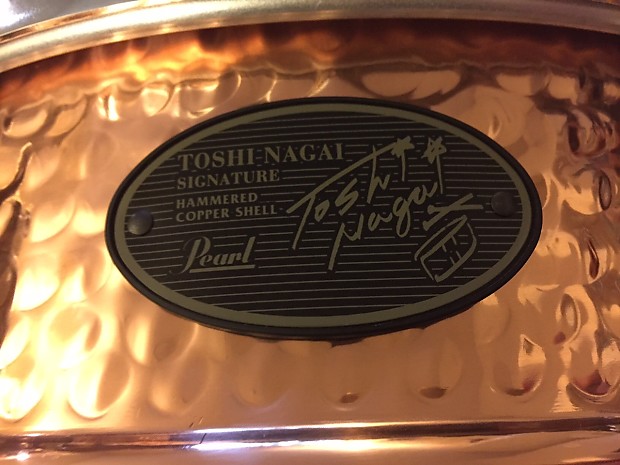 TOSHI NAGAI
SIGNATURE
HAMMERED
COPPER SHELL
Toshi
Nagai
Pearl